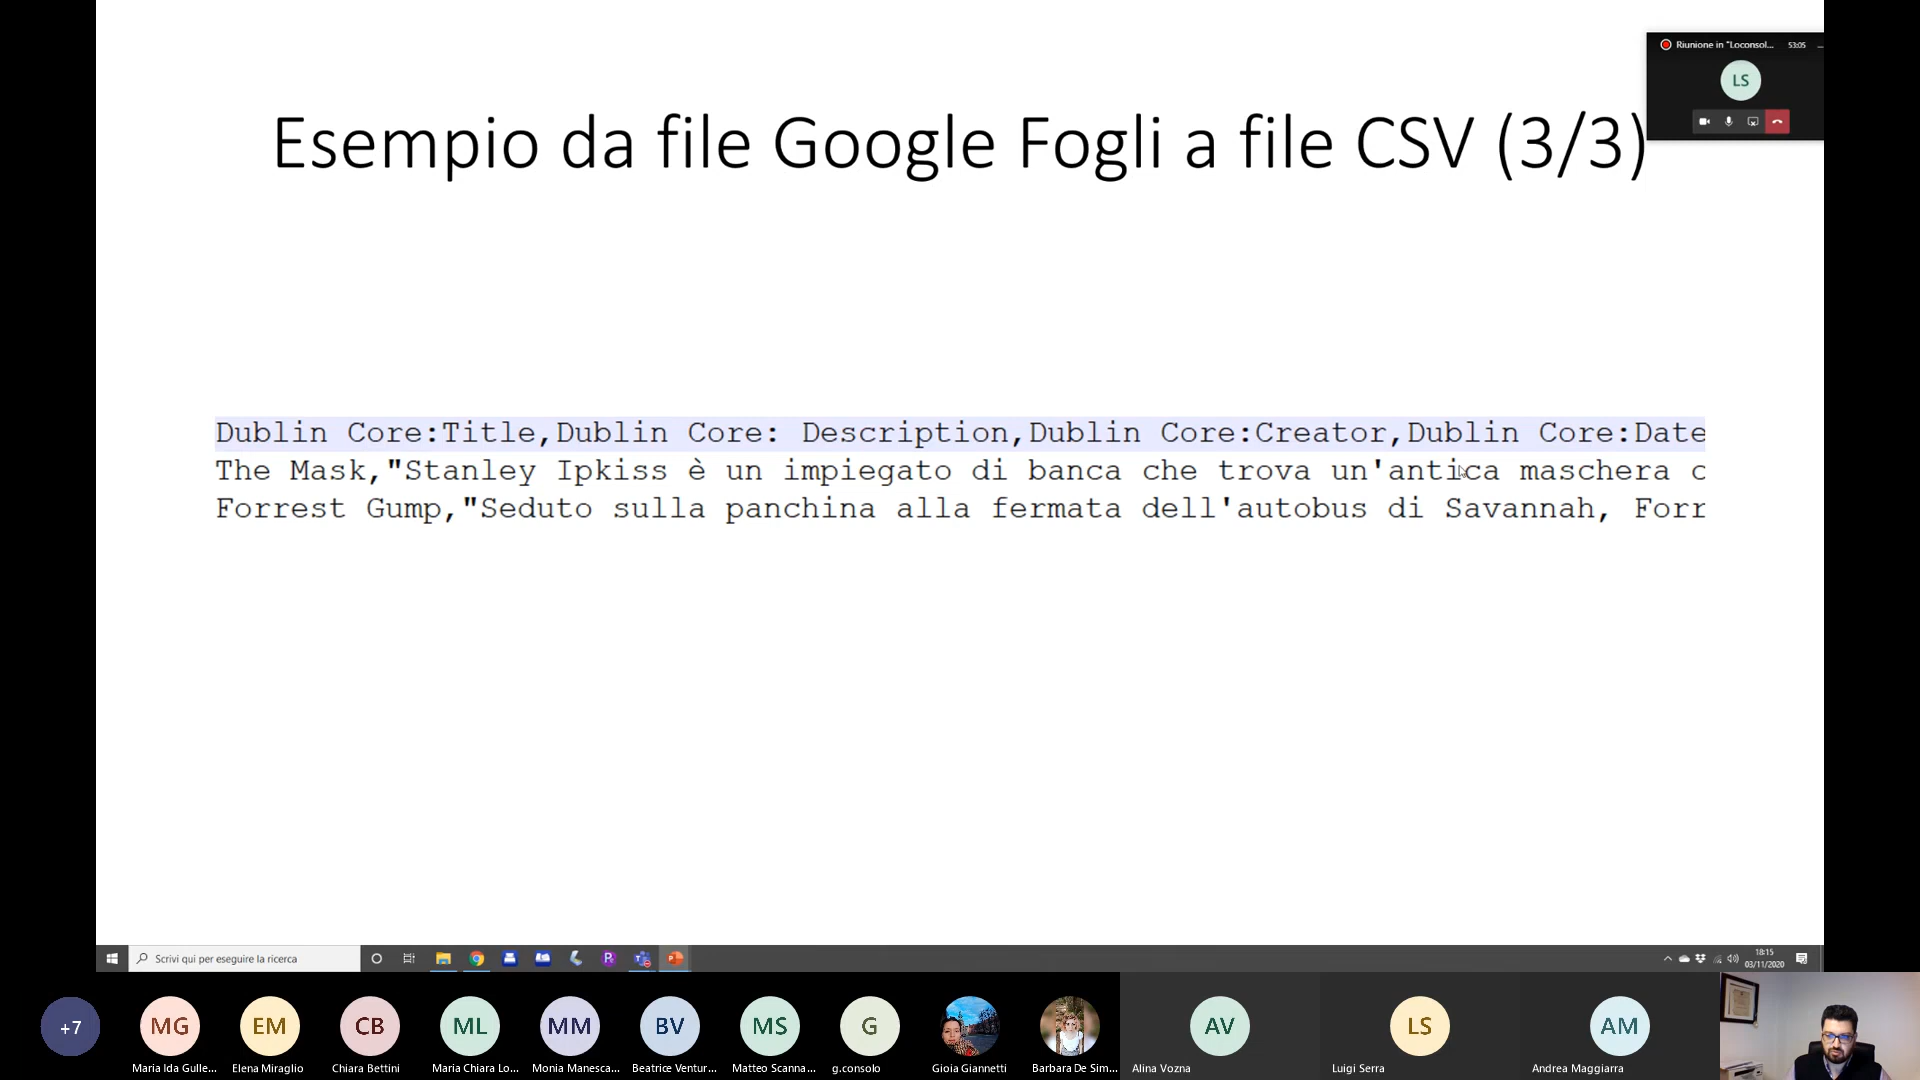 Riunione in "Loconsol... 53:05
LS
Esempio da file Google Fogli a file CSV (3/3)
Dublin Core:Title,Dublin Core: Description,Dublin Core:Creator,Dublin Core:Date
The Mask,"Stanley Ipkiss è un impiegato di banca che trova un'antica maschera c
Forrest Gump,"Seduto sulla panchina alla fermata dell'autobus di Savannah, Forr
Scrivi qui per eseguire la ricerca
18:15
03/11/2020
+7 MG EM CB ML MM BV MS G AV LS AM
Maria Ida Gulle... Elena Miraglio Chiara Bettini Maria Chiara Lo... Monia Manesca... Beatrice Ventur... Matteo Scanna... g.consolo Gioia Giannetti Barbara De Sim... Alina Vozna Luigi Serra Andrea Maggiarra